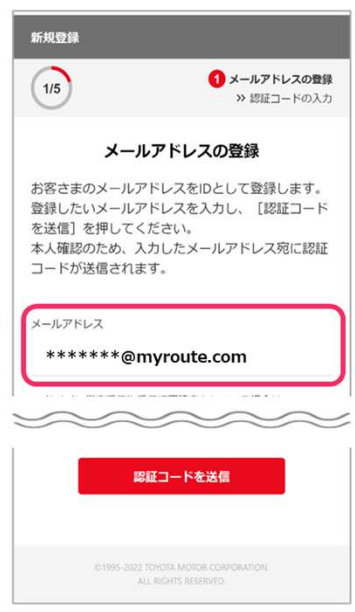 新規登録
1/5
1 メールアドレスの登録
>> 認証コードの入力
メールアドレスの登録
お客さまのメールアドレスをIDとして登録します。
登録したいメールアドレスを入力し、［認証コード
を送信］を押してください。
本人確認のため、入力したメールアドレス宛に認証
コードが送信されます。
メールアドレス
*******@myroute.com
認証コードを送信
©1995-2022 TOYOTA MOTOR CORPORATION.
ALL RIGHTS RESERVED.